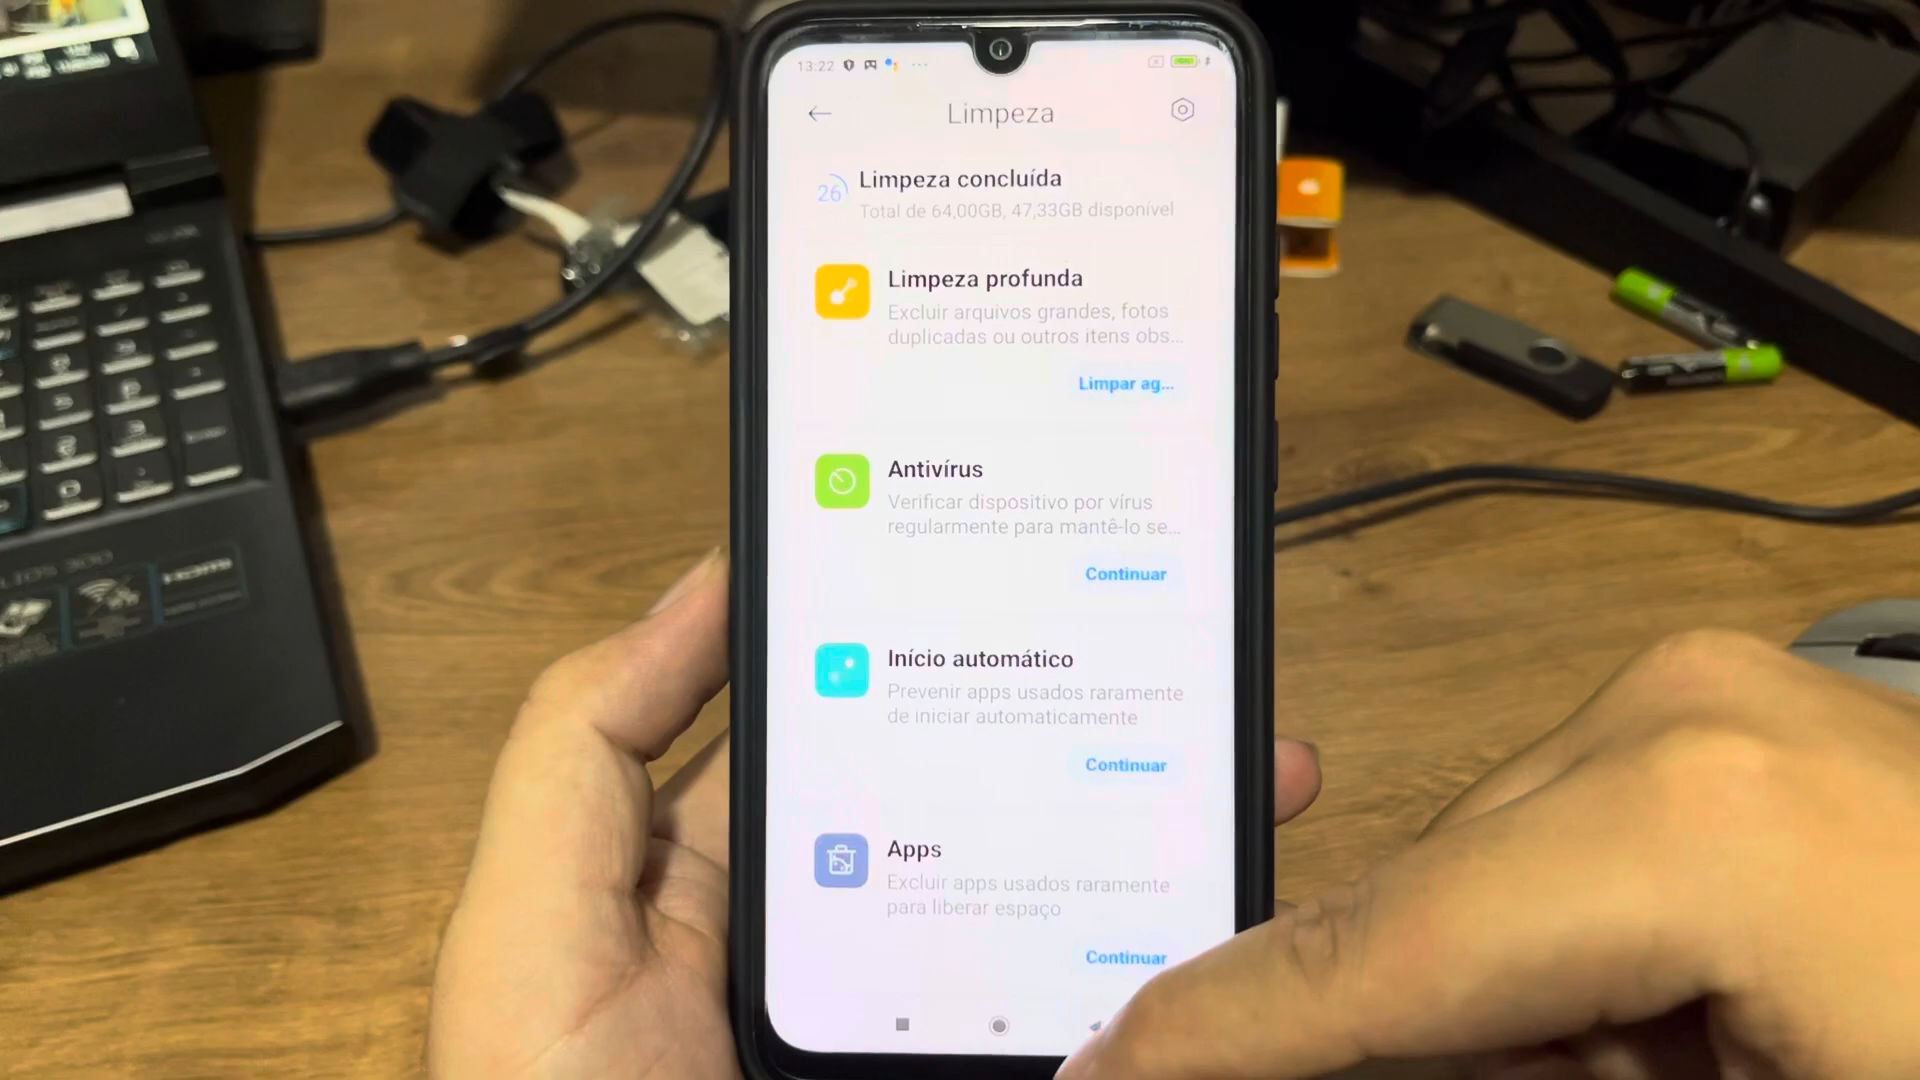 13:22
Limpeza
26
Limpeza concluída
Total de 64,00GB, 47,33GB disponível
Limpeza profunda
Excluir arquivos grandes, fotos
duplicadas ou outros itens obs...
Limpar ag...
Antivírus
Verificar dispositivo por vírus
regularmente para mantê-lo se...
Continuar
Início automático
Prevenir apps usados raramente
de iniciar automaticamente
Continuar
Apps
Excluir apps usados raramente
para liberar espaço
Continuar
HDMI